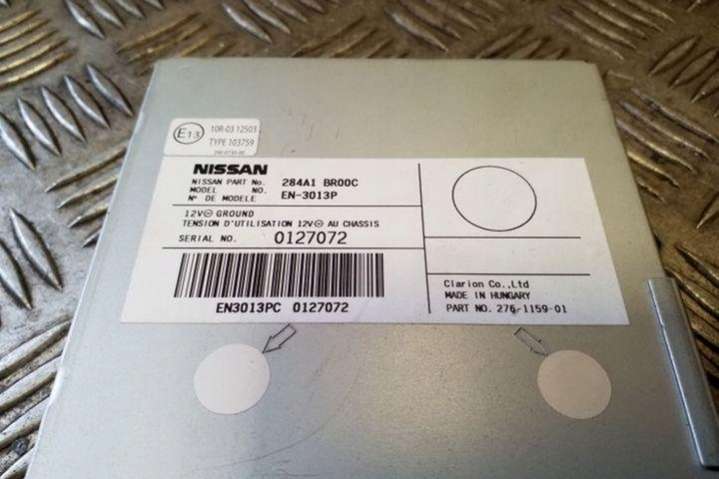 E13
10R-03 12503
TYPE 103759
NISSAN
NISSAN PART No. 284A1 BR00C
MODEL NO. EN-3013P
N° DE MODELE
12V⊖ GROUND
TENSION D'UTILISATION 12V⊖ AU CHASSIS
SERIAL NO. 0127072
EN3013PC 0127072
Clarion Co.,Ltd
MADE IN HUNGARY
PART NO. 276-1159-01